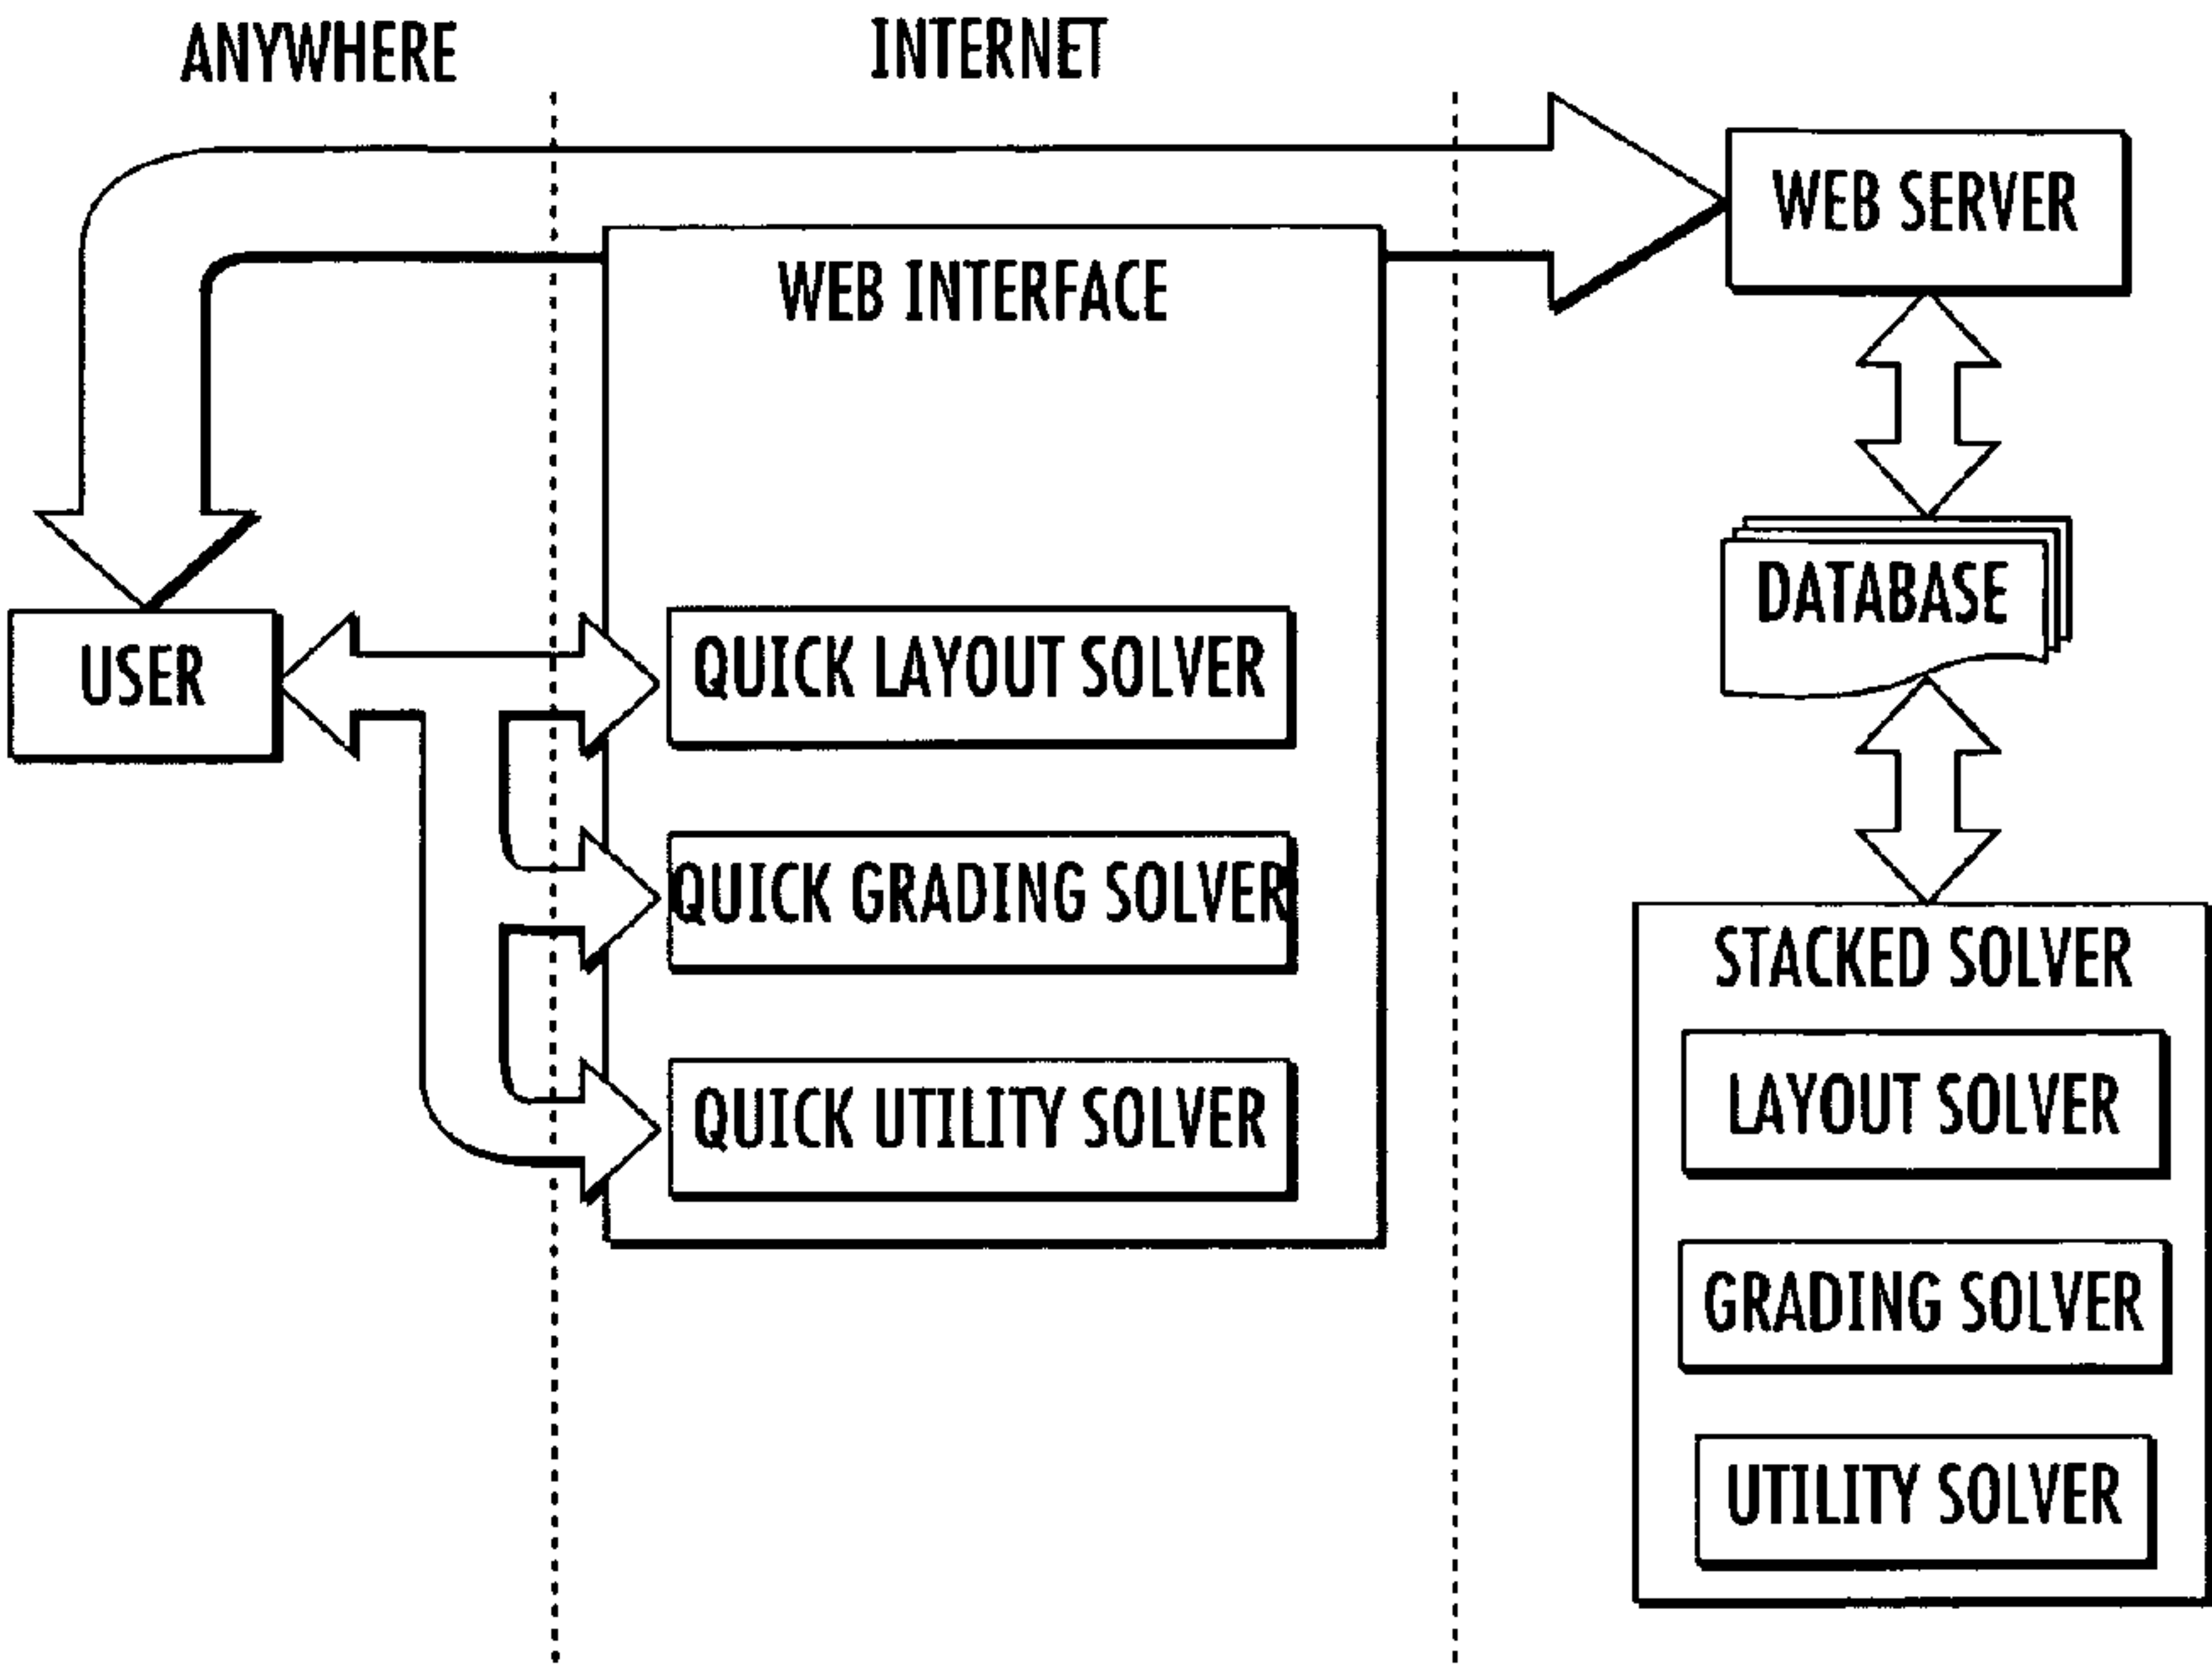 ANYWHERE
INTERNET
WEB SERVER
WEB INTERFACE
DATABASE
USER
QUICK LAYOUT SOLVER
QUICK GRADING SOLVER
QUICK UTILITY SOLVER
STACKED SOLVER
LAYOUT SOLVER
GRADING SOLVER
UTILITY SOLVER